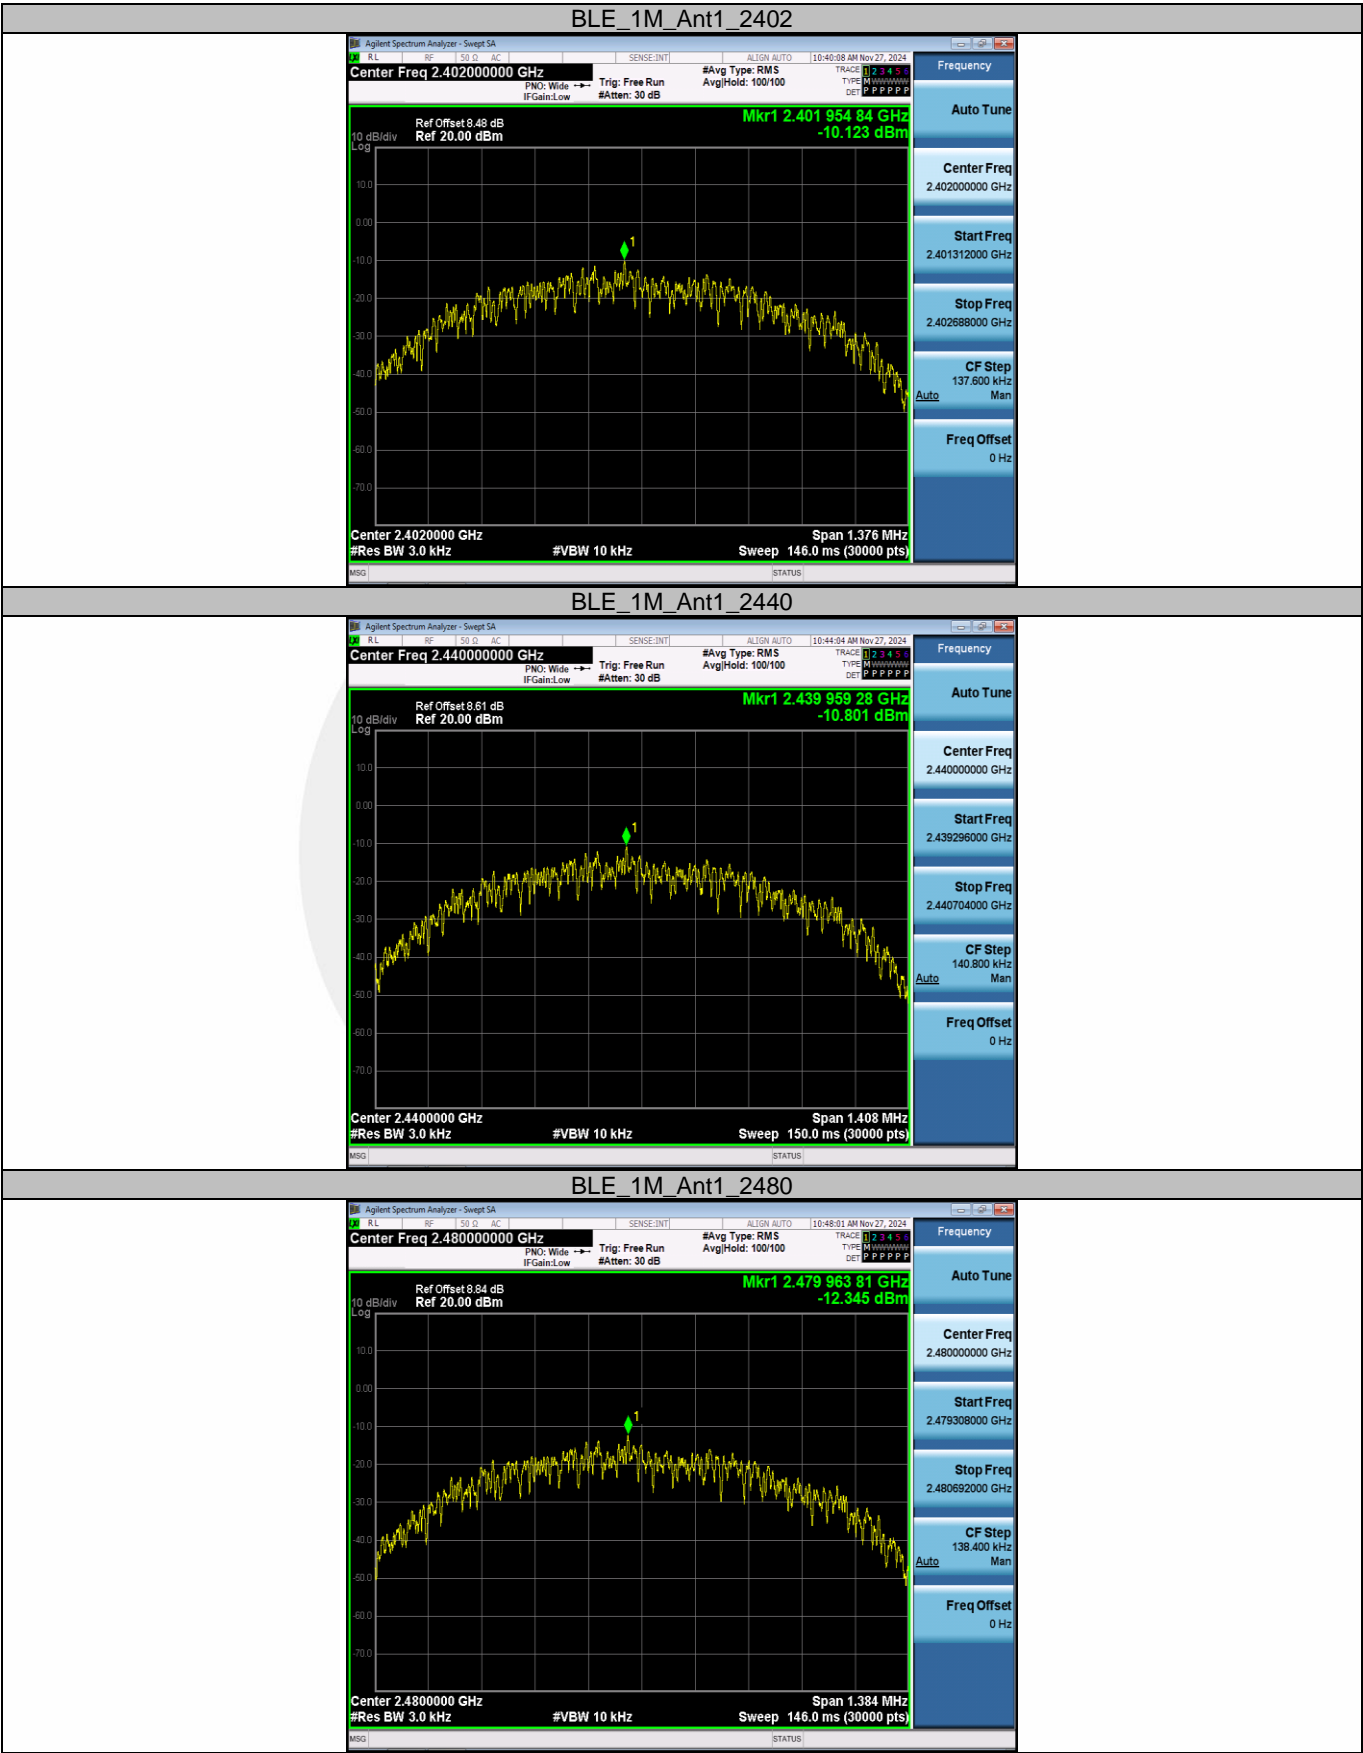 BLE_1M_Ant1_2402
Agilent Spectrum Analyzer - Swept SA
RL RF 50 Ω AC SENSE:INT ALIGN AUTO 10:40:08 AM Nov 27, 2024
Center Freq 2.402000000 GHz #Avg Type: RMS TRACE 1 2 3 4 5 6
PNO: Wide Trig: Free Run Avg|Hold: 100/100 TYPE M WWWWW
IFGain:Low #Atten: 30 dB DET P P P P P P
Frequency
Auto Tune
Mkr1 2.401 954 84 GHz
-10.123 dBm
Ref Offset 8.48 dB
10 dB/div Ref 20.00 dBm
Log
10.0
0.00
-10.0
-20.0
-30.0
-40.0
-50.0
-60.0
-70.0
1
Center Freq
2.402000000 GHz
Start Freq
2.401312000 GHz
Stop Freq
2.402688000 GHz
CF Step
137.600 kHz
Auto Man
Freq Offset
0 Hz
Center 2.4020000 GHz Span 1.376 MHz
#Res BW 3.0 kHz #VBW 10 kHz Sweep 146.0 ms (30000 pts)
MSG STATUS
BLE_1M_Ant1_2440
Agilent Spectrum Analyzer - Swept SA
RL RF 50 Ω AC SENSE:INT ALIGN AUTO 10:44:04 AM Nov 27, 2024
Center Freq 2.440000000 GHz #Avg Type: RMS TRACE 1 2 3 4 5 6
PNO: Wide Trig: Free Run Avg|Hold: 100/100 TYPE M WWWWW
IFGain:Low #Atten: 30 dB DET P P P P P P
Frequency
Auto Tune
Mkr1 2.439 959 28 GHz
-10.801 dBm
Ref Offset 8.61 dB
10 dB/div Ref 20.00 dBm
Log
10.0
0.00
-10.0
-20.0
-30.0
-40.0
-50.0
-60.0
-70.0
1
Center Freq
2.440000000 GHz
Start Freq
2.439296000 GHz
Stop Freq
2.440704000 GHz
CF Step
140.800 kHz
Auto Man
Freq Offset
0 Hz
Center 2.4400000 GHz Span 1.408 MHz
#Res BW 3.0 kHz #VBW 10 kHz Sweep 150.0 ms (30000 pts)
MSG STATUS
BLE_1M_Ant1_2480
Agilent Spectrum Analyzer - Swept SA
RL RF 50 Ω AC SENSE:INT ALIGN AUTO 10:48:01 AM Nov 27, 2024
Center Freq 2.480000000 GHz #Avg Type: RMS TRACE 1 2 3 4 5 6
PNO: Wide Trig: Free Run Avg|Hold: 100/100 TYPE M WWWWW
IFGain:Low #Atten: 30 dB DET P P P P P P
Frequency
Auto Tune
Mkr1 2.479 963 81 GHz
-12.345 dBm
Ref Offset 8.84 dB
10 dB/div Ref 20.00 dBm
Log
10.0
0.00
-10.0
-20.0
-30.0
-40.0
-50.0
-60.0
-70.0
1
Center Freq
2.480000000 GHz
Start Freq
2.479308000 GHz
Stop Freq
2.480692000 GHz
CF Step
138.400 kHz
Auto Man
Freq Offset
0 Hz
Center 2.4800000 GHz Span 1.384 MHz
#Res BW 3.0 kHz #VBW 10 kHz Sweep 146.0 ms (30000 pts)
MSG STATUS